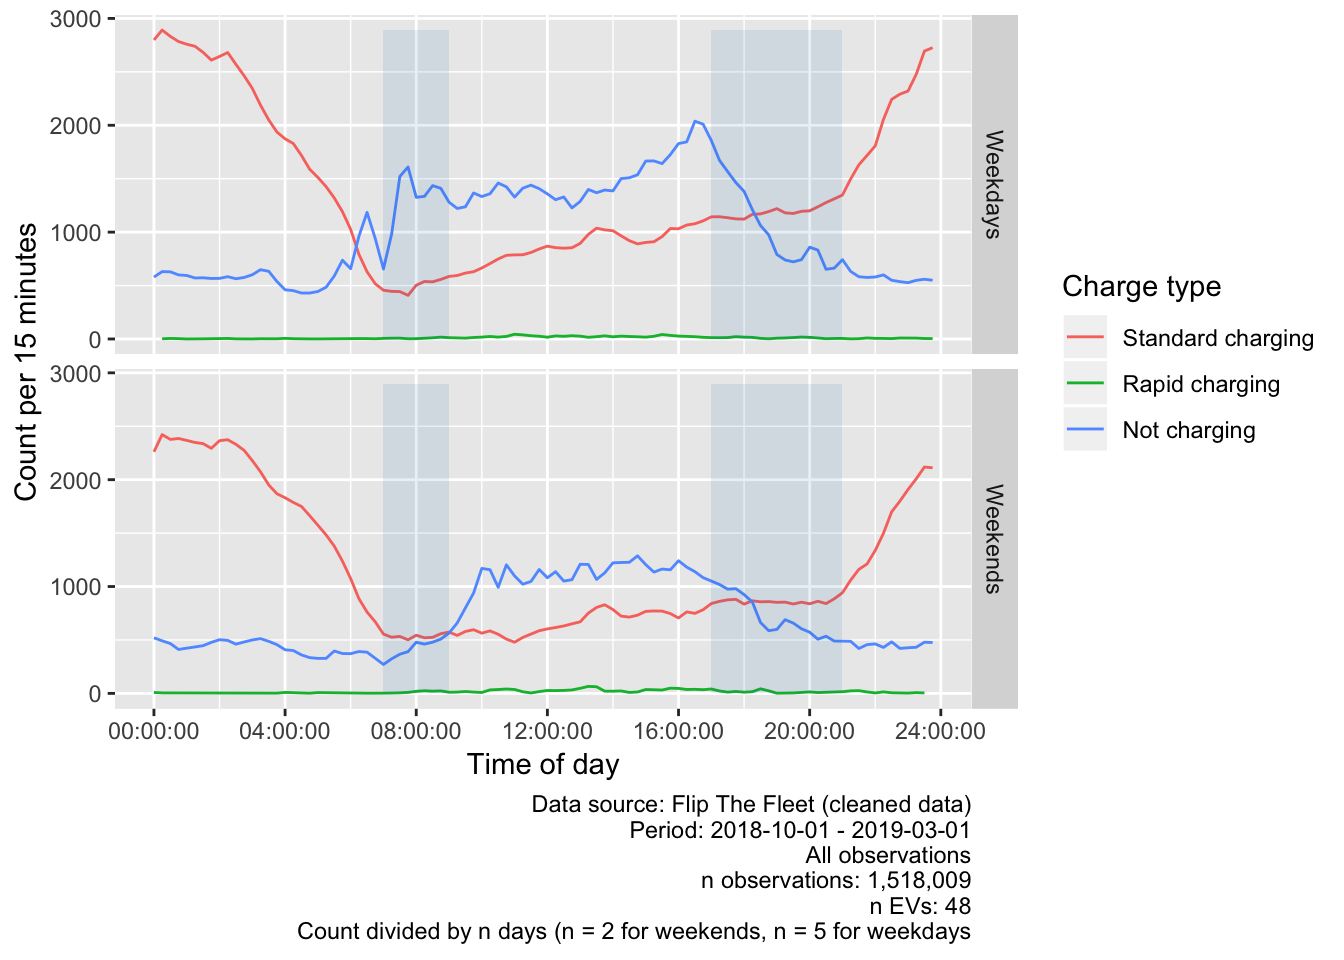 Count per 15 minutes
3000
2000
1000
0
Weekdays
3000
2000
1000
0
Weekends
00:00:00 04:00:00 08:00:00 12:00:00 16:00:00 20:00:00 24:00:00
Time of day
Charge type
Standard charging
Rapid charging
Not charging
Data source: Flip The Fleet (cleaned data)
Period: 2018-10-01 - 2019-03-01
All observations
n observations: 1,518,009
n EVs: 48
Count divided by n days (n = 2 for weekends, n = 5 for weekdays